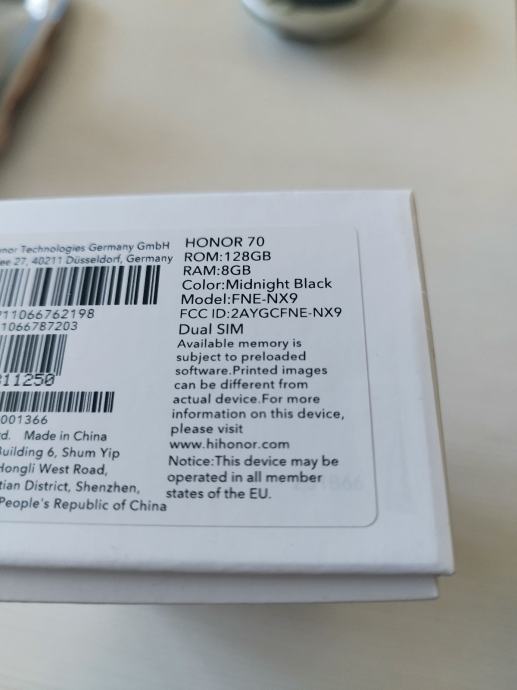 nor Technologies Germany GmbH
ee 27, 40211 Düsseldorf, Germany
11066762198
1066787203
11250
001366
rd. Made in China
Building 6, Shum Yip
Hongli West Road,
tian District, Shenzhen,
People's Republic of China
HONOR 70
ROM:128GB
RAM:8GB
Color:Midnight Black
Model:FNE-NX9
FCC ID:2AYGCFNE-NX9
Dual SIM
Available memory is
subject to preloaded
software.Printed images
can be different from
actual device.For more
information on this device,
please visit
www.hihonor.com
Notice:This device may be
operated in all member
states of the EU.